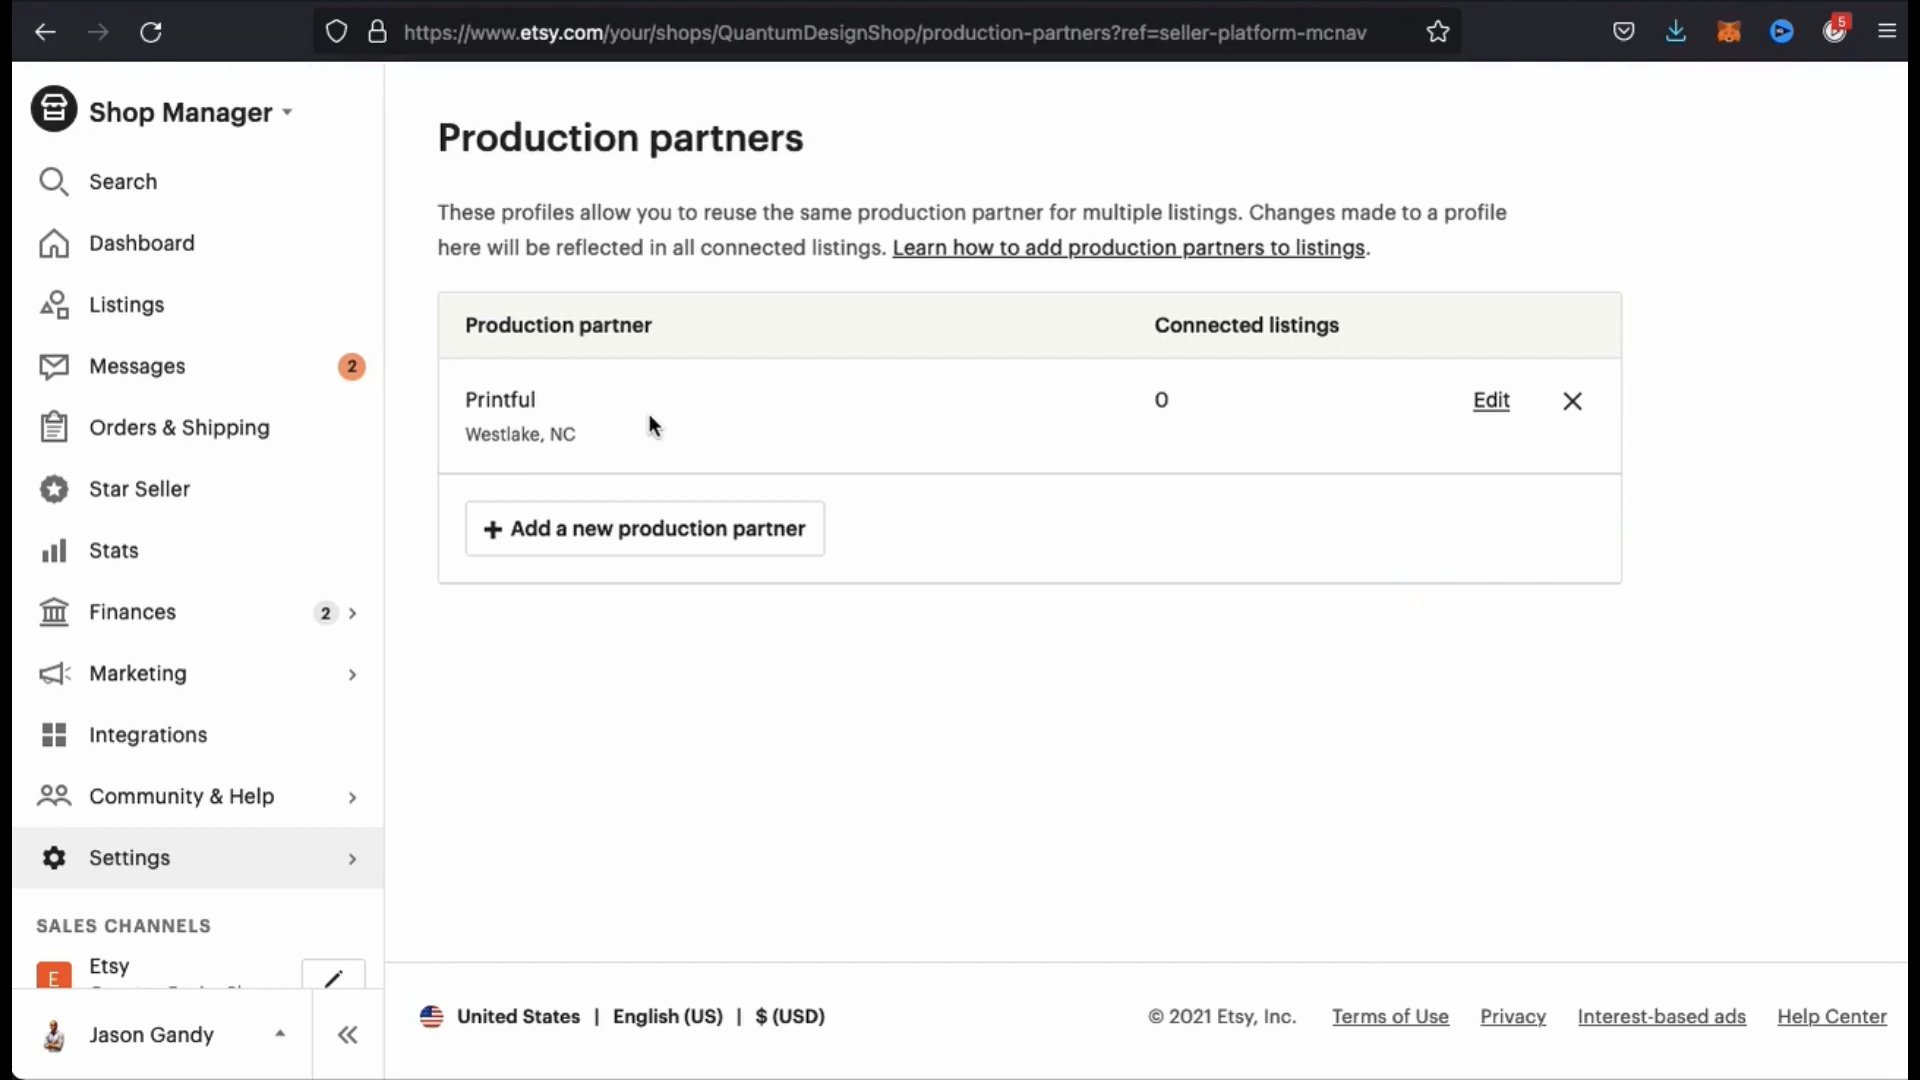 https://www.etsy.com/your/shops/QuantumDesignShop/production-partners?ref=seller-platform-mcnav
5
Shop Manager
Search
Dashboard
Listings
Messages 2
Orders & Shipping
Star Seller
Stats
Finances 2
Marketing
Integrations
Community & Help
Settings
SALES CHANNELS
E Etsy
Jason Gandy
Production partners
These profiles allow you to reuse the same production partner for multiple listings. Changes made to a profile
here will be reflected in all connected listings. Learn how to add production partners to listings.
Production partner Connected listings
Printful 0 Edit
Westlake, NC
+ Add a new production partner
United States | English (US) | $ (USD) © 2021 Etsy, Inc. Terms of Use Privacy Interest-based ads Help Center